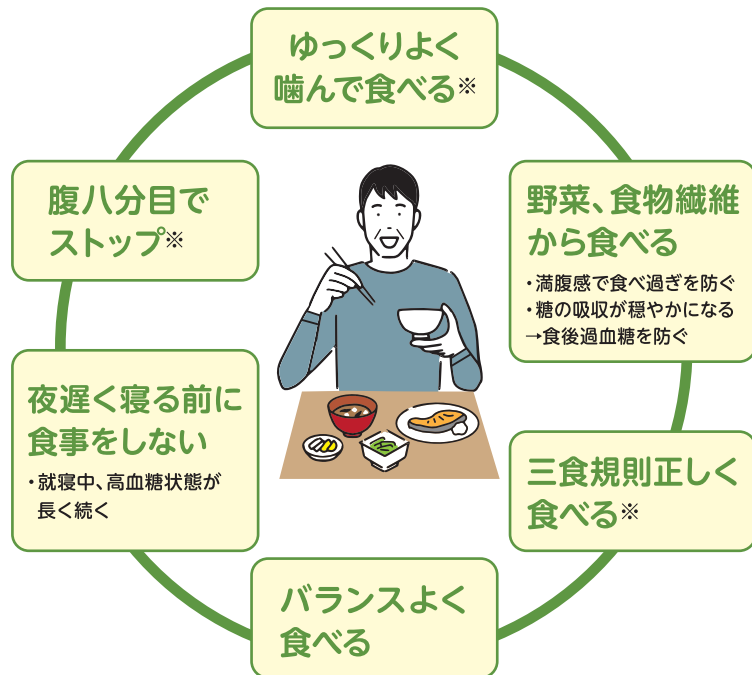 ゆっくりよく
噛んで食べる※
野菜、食物繊維
から食べる
・満腹感で食べ過ぎを防ぐ
・糖の吸収が穏やかになる
→食後過血糖を防ぐ
三食規則正しく
食べる※
バランスよく
食べる
夜遅く寝る前に
食事をしない
・就寝中、高血糖状態が
長く続く
腹八分目で
ストップ※